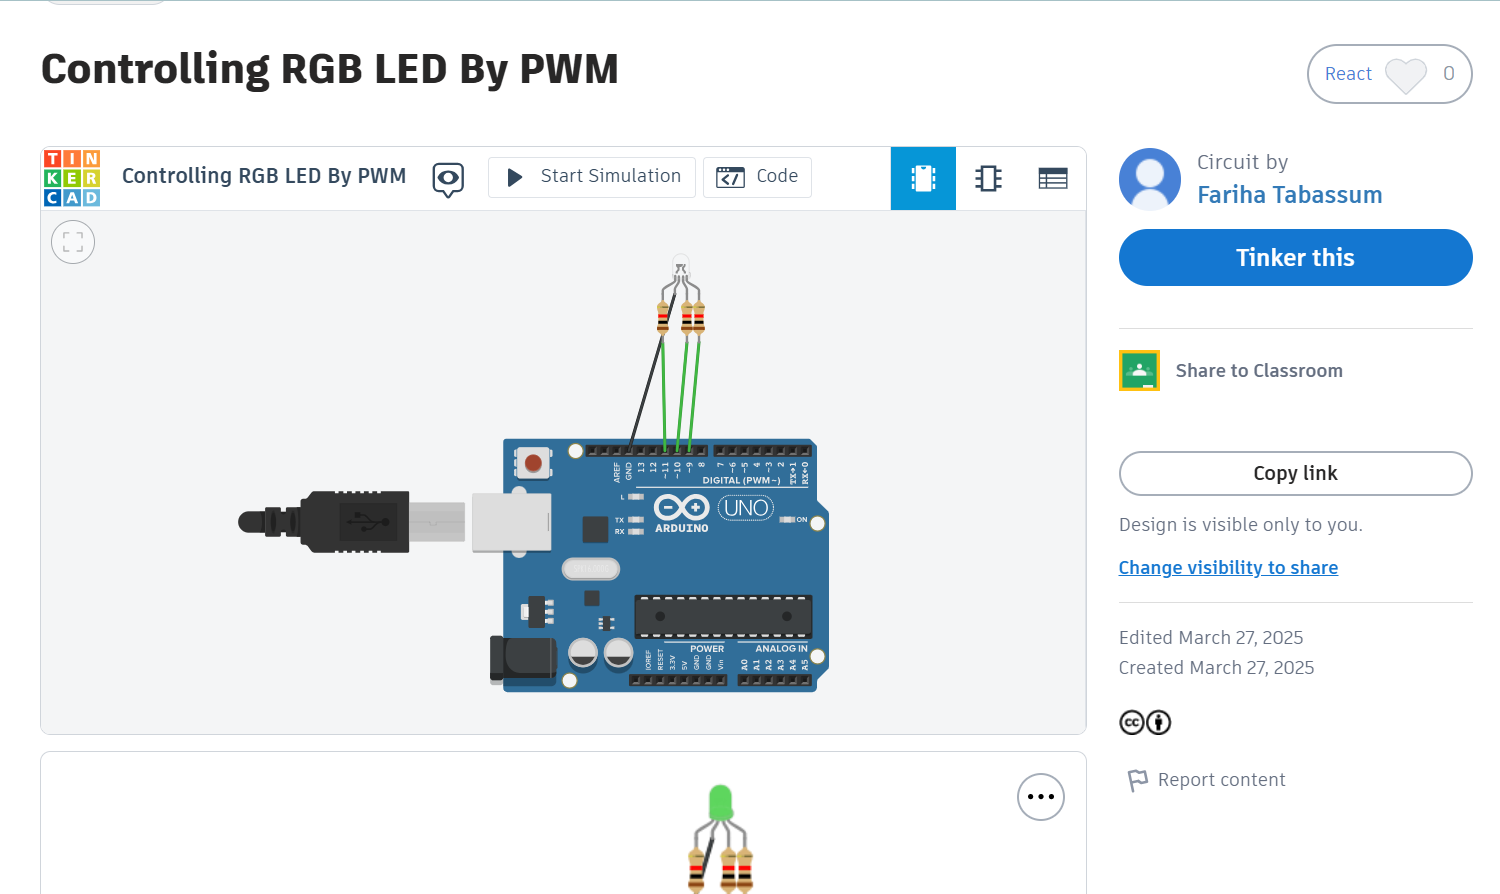 Controlling RGB LED By PWM
React 0
TINKERCAD
Controlling RGB LED By PWM
Start Simulation
Code
AREF
GND
13
12
~11
~10
~9
8
7
~6
~5
4
~3
2
TX→1
RX←0
DIGITAL (PWM~)
L
TX
RX
ARDUINO
UNO
ON
POWER
ANALOG IN
IOREF
RESET
3.3V
5V
GND
GND
Vin
A0
A1
A2
A3
A4
A5
Circuit by
Fariha Tabassum
Tinker this
Share to Classroom
Copy link
Design is visible only to you.
Change visibility to share
Edited March 27, 2025
Created March 27, 2025
cc
Report content